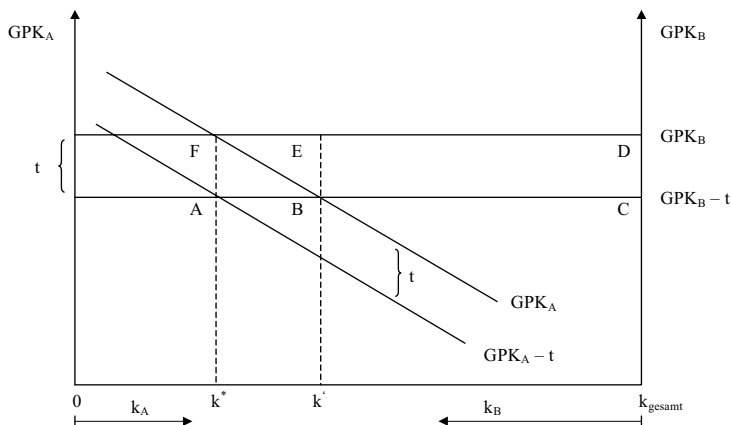 GPK_A
GPK_B
GPK_B
F
E
D
t
A
B
C
GPK_B – t
t
GPK_A
GPK_A – t
0
k_A
k*
k‘
k_B
k_gesamt